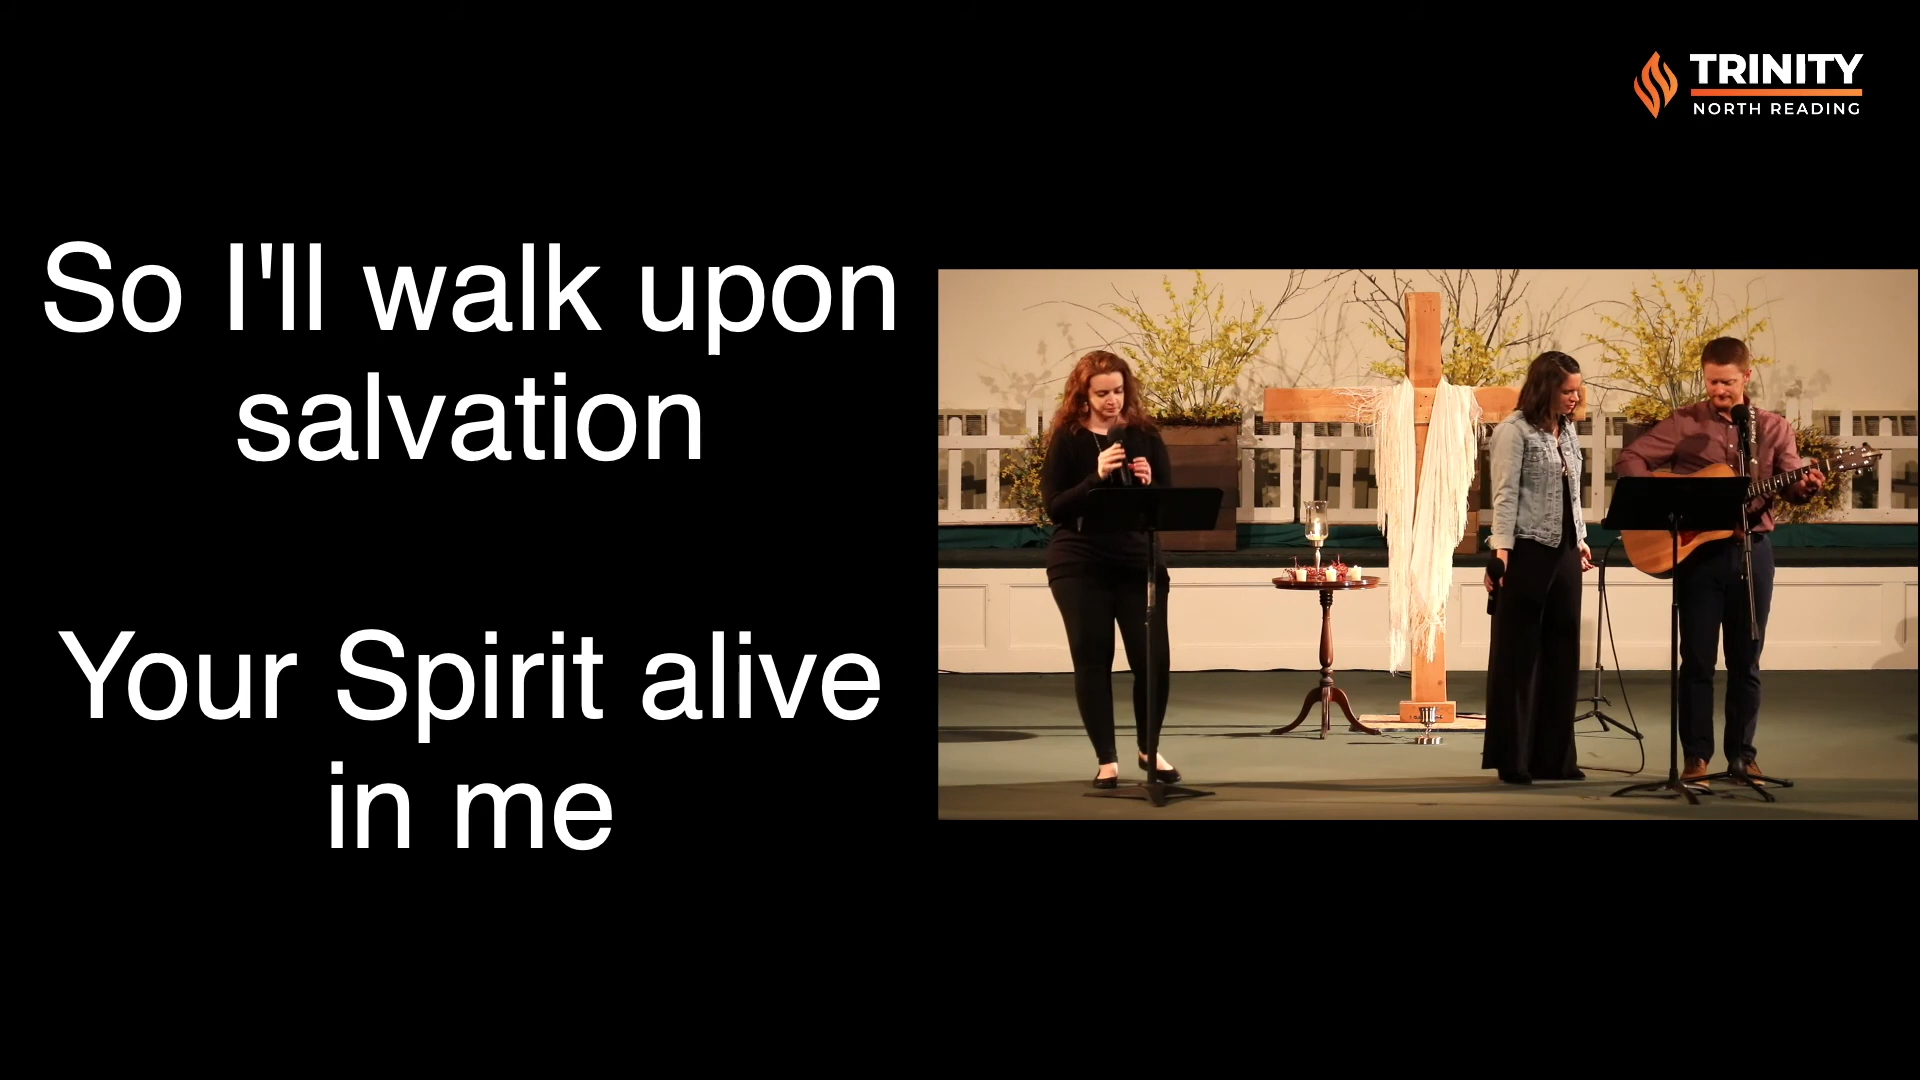 TRINITY
NORTH READING
So I'll walk upon
salvation
Your Spirit alive
in me